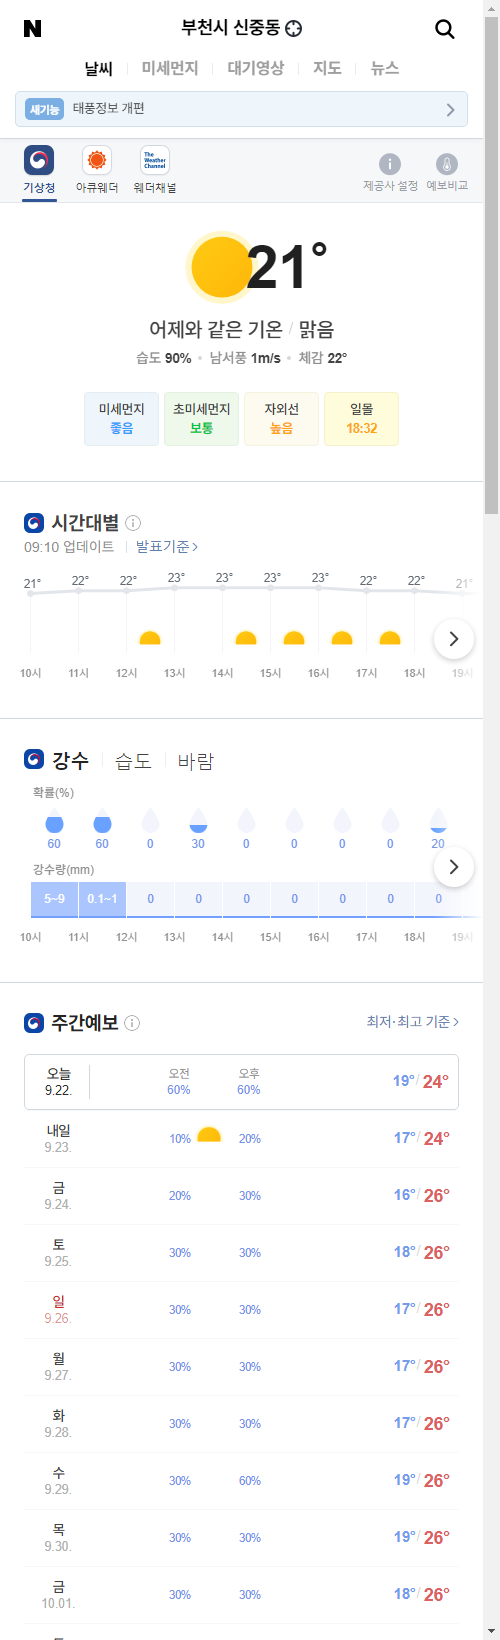 N
부천시 신중동
날씨 미세먼지 대기영상 지도 뉴스
새기능 태풍정보 개편
The Weather Channel
기상청 아큐웨더 웨더채널 제공사 설정 예보비교
21°
어제와 같은 기온 / 맑음
습도 90% 남서풍 1m/s 체감 22°
미세먼지 초미세먼지 자외선 일몰
좋음 보통 높음 18:32
시간대별
09:10 업데이트 발표기준
21° 22° 22° 23° 23° 23° 23° 22° 22° 21°
10시 11시 12시 13시 14시 15시 16시 17시 18시 19시
강수 습도 바람
확률(%)
60 60 0 30 0 0 0 0 20
강수량(mm)
5~9 0.1~1 0 0 0 0 0 0 0
10시 11시 12시 13시 14시 15시 16시 17시 18시 19시
주간예보 최저·최고 기준
오늘 오전 오후
9.22. 60% 60% 19°/ 24°
내일
9.23. 10% 20% 17°/ 24°
금
9.24. 20% 30% 16°/ 26°
토
9.25. 30% 30% 18°/ 26°
일
9.26. 30% 30% 17°/ 26°
월
9.27. 30% 30% 17°/ 26°
화
9.28. 30% 30% 17°/ 26°
수
9.29. 30% 60% 19°/ 26°
목
9.30. 30% 30% 19°/ 26°
금
10.01. 30% 30% 18°/ 26°